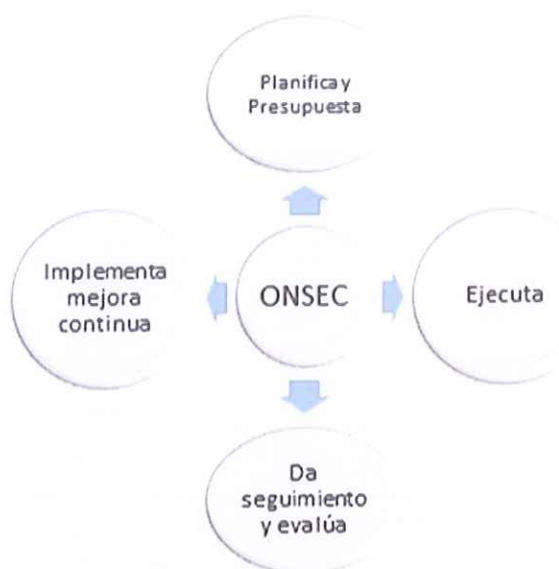 Planifica y
Presupuesta
Implementa
mejora
continua
ONSEC
Ejecuta
Da
seguimiento
y evalúa